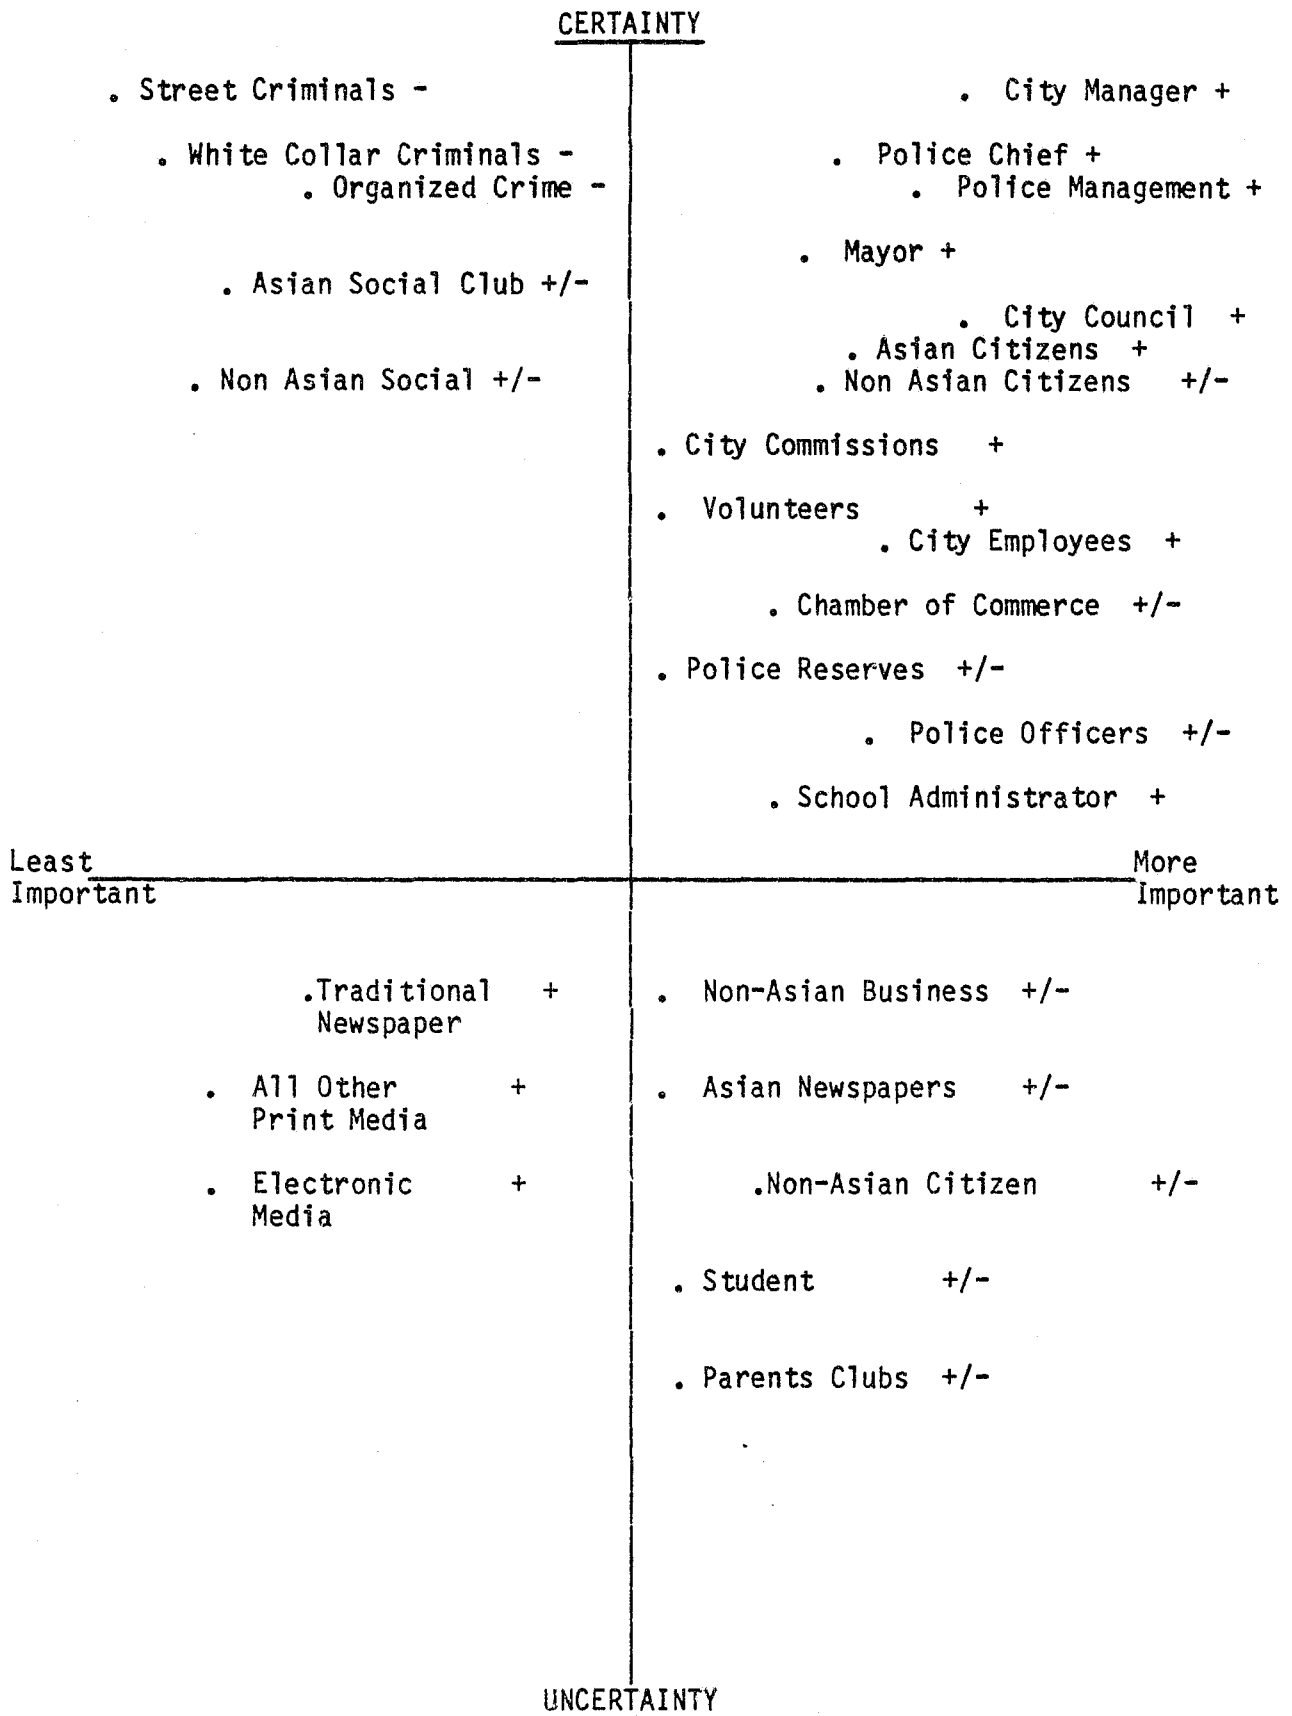 CERTAINTY
. Street Criminals -
. City Manager +
. White Collar Criminals -
. Police Chief +
. Organized Crime -
. Police Management +
. Mayor +
. Asian Social Club +/-
. City Council +
. Asian Citizens +
. Non Asian Social +/-
. Non Asian Citizens +/-
. City Commissions +
. Volunteers +
. City Employees +
. Chamber of Commerce +/-
. Police Reserves +/-
. Police Officers +/-
. School Administrator +
Least
Important
More
Important
.Traditional +
Newspaper
. Non-Asian Business +/-
. All Other +
Print Media
. Asian Newspapers +/-
. Electronic +
Media
.Non-Asian Citizen +/-
. Student +/-
. Parents Clubs +/-
UNCERTAINTY